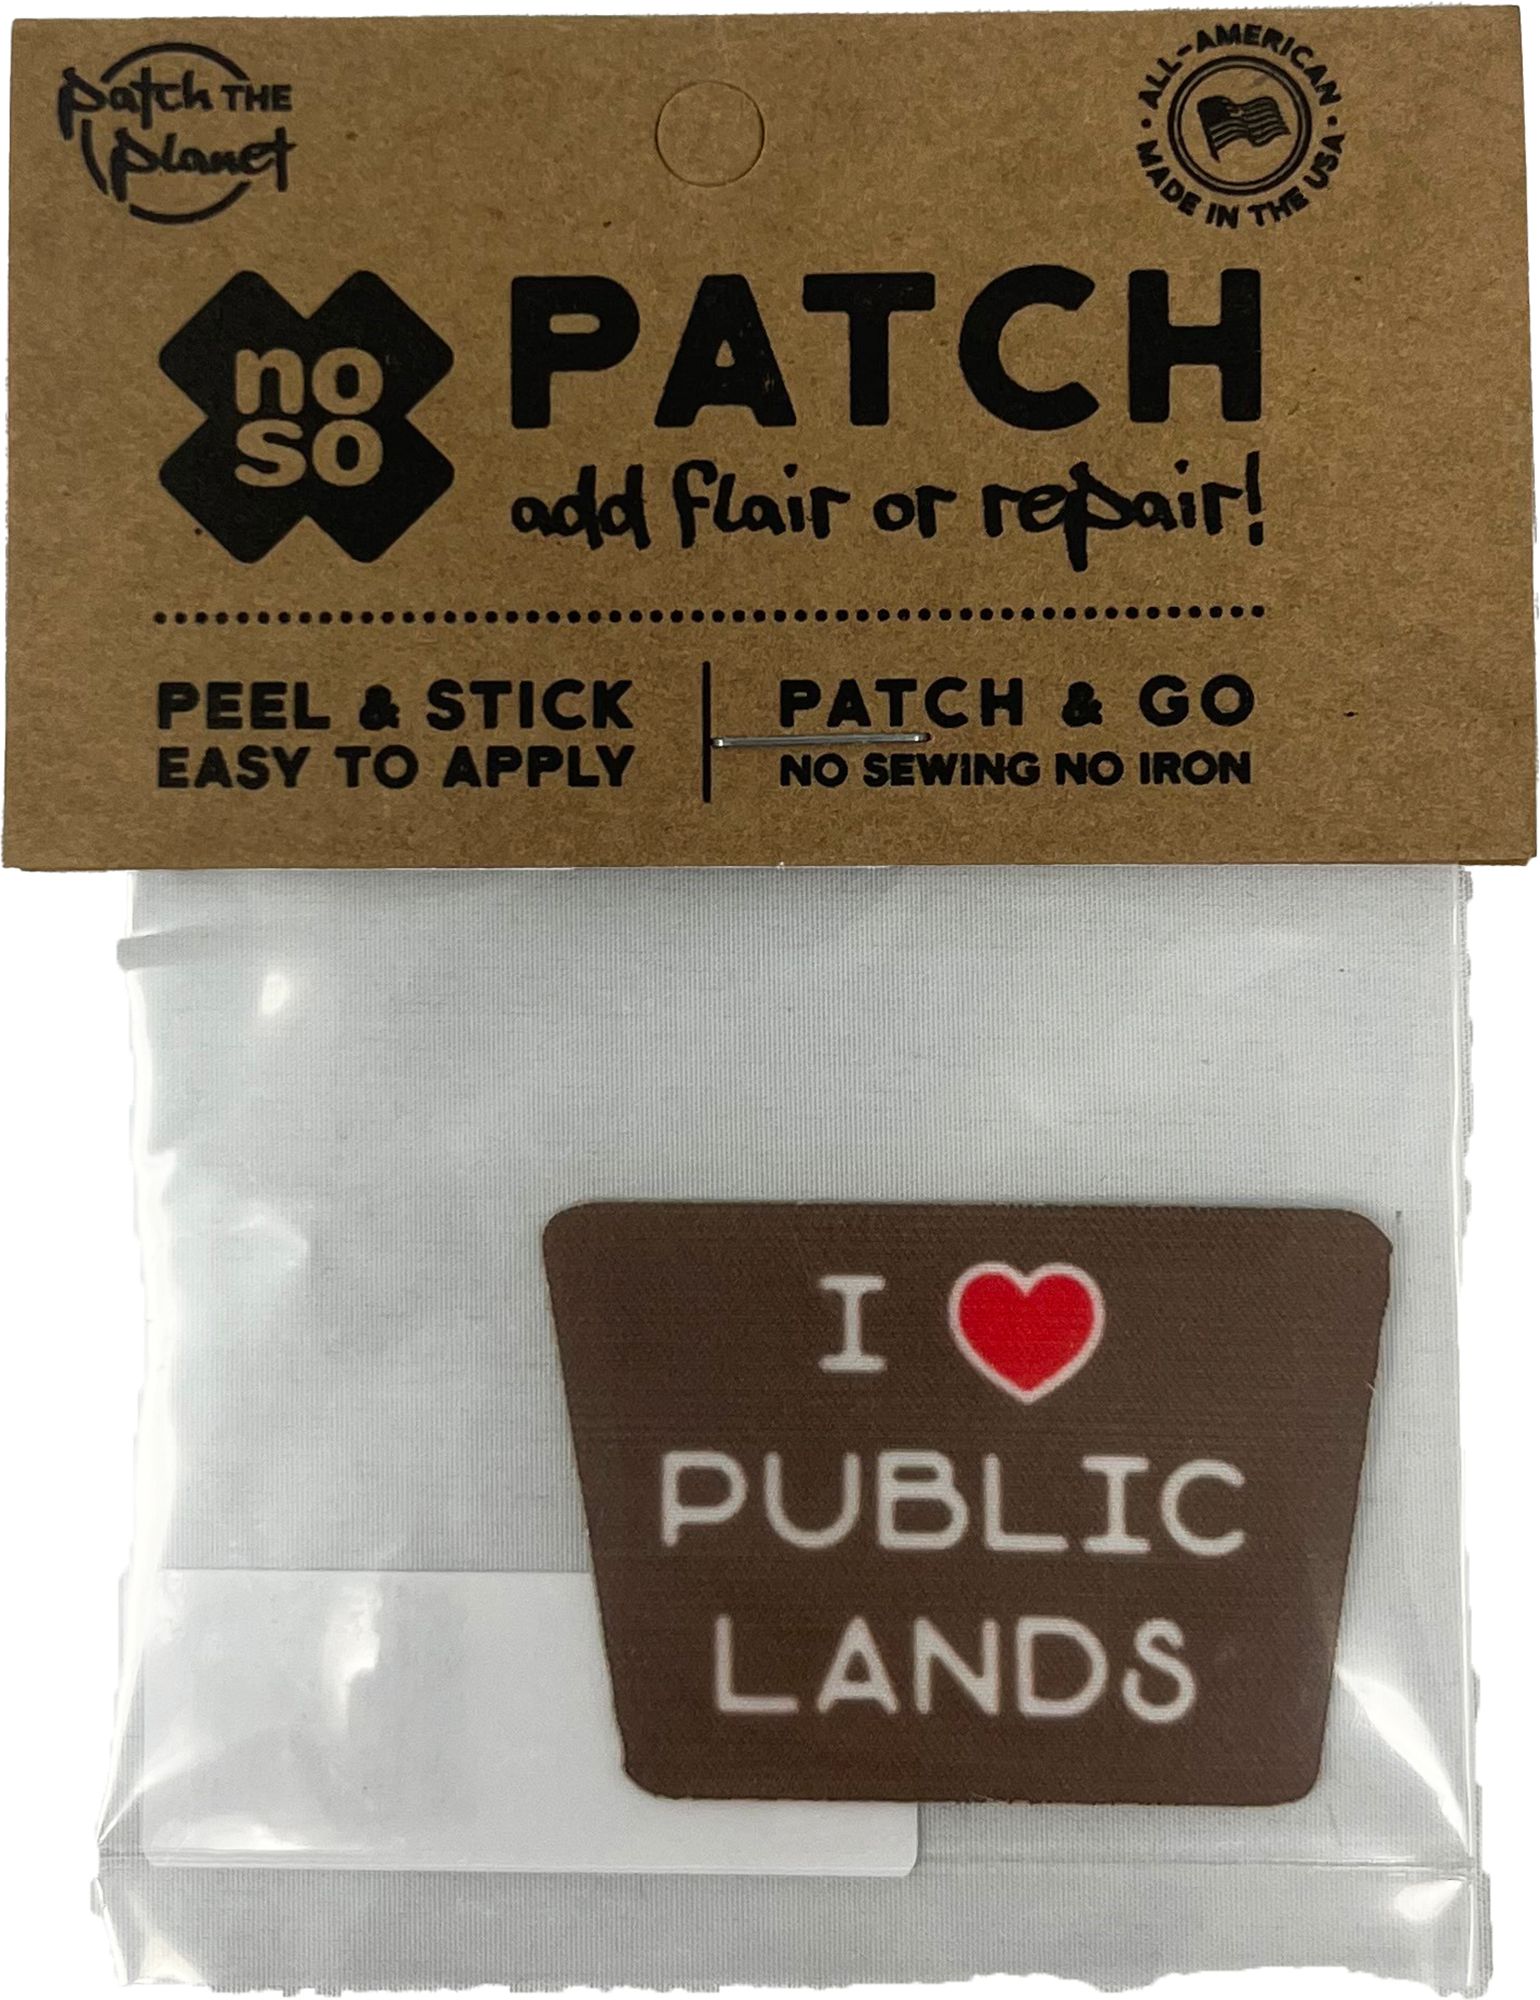 patch THE
planet
ALL-AMERICAN
MADE IN THE USA
no
so
PATCH
add flair or repair!
PEEL & STICK
EASY TO APPLY
PATCH & GO
NO SEWING NO IRON
I ❤
PUBLIC
LANDS